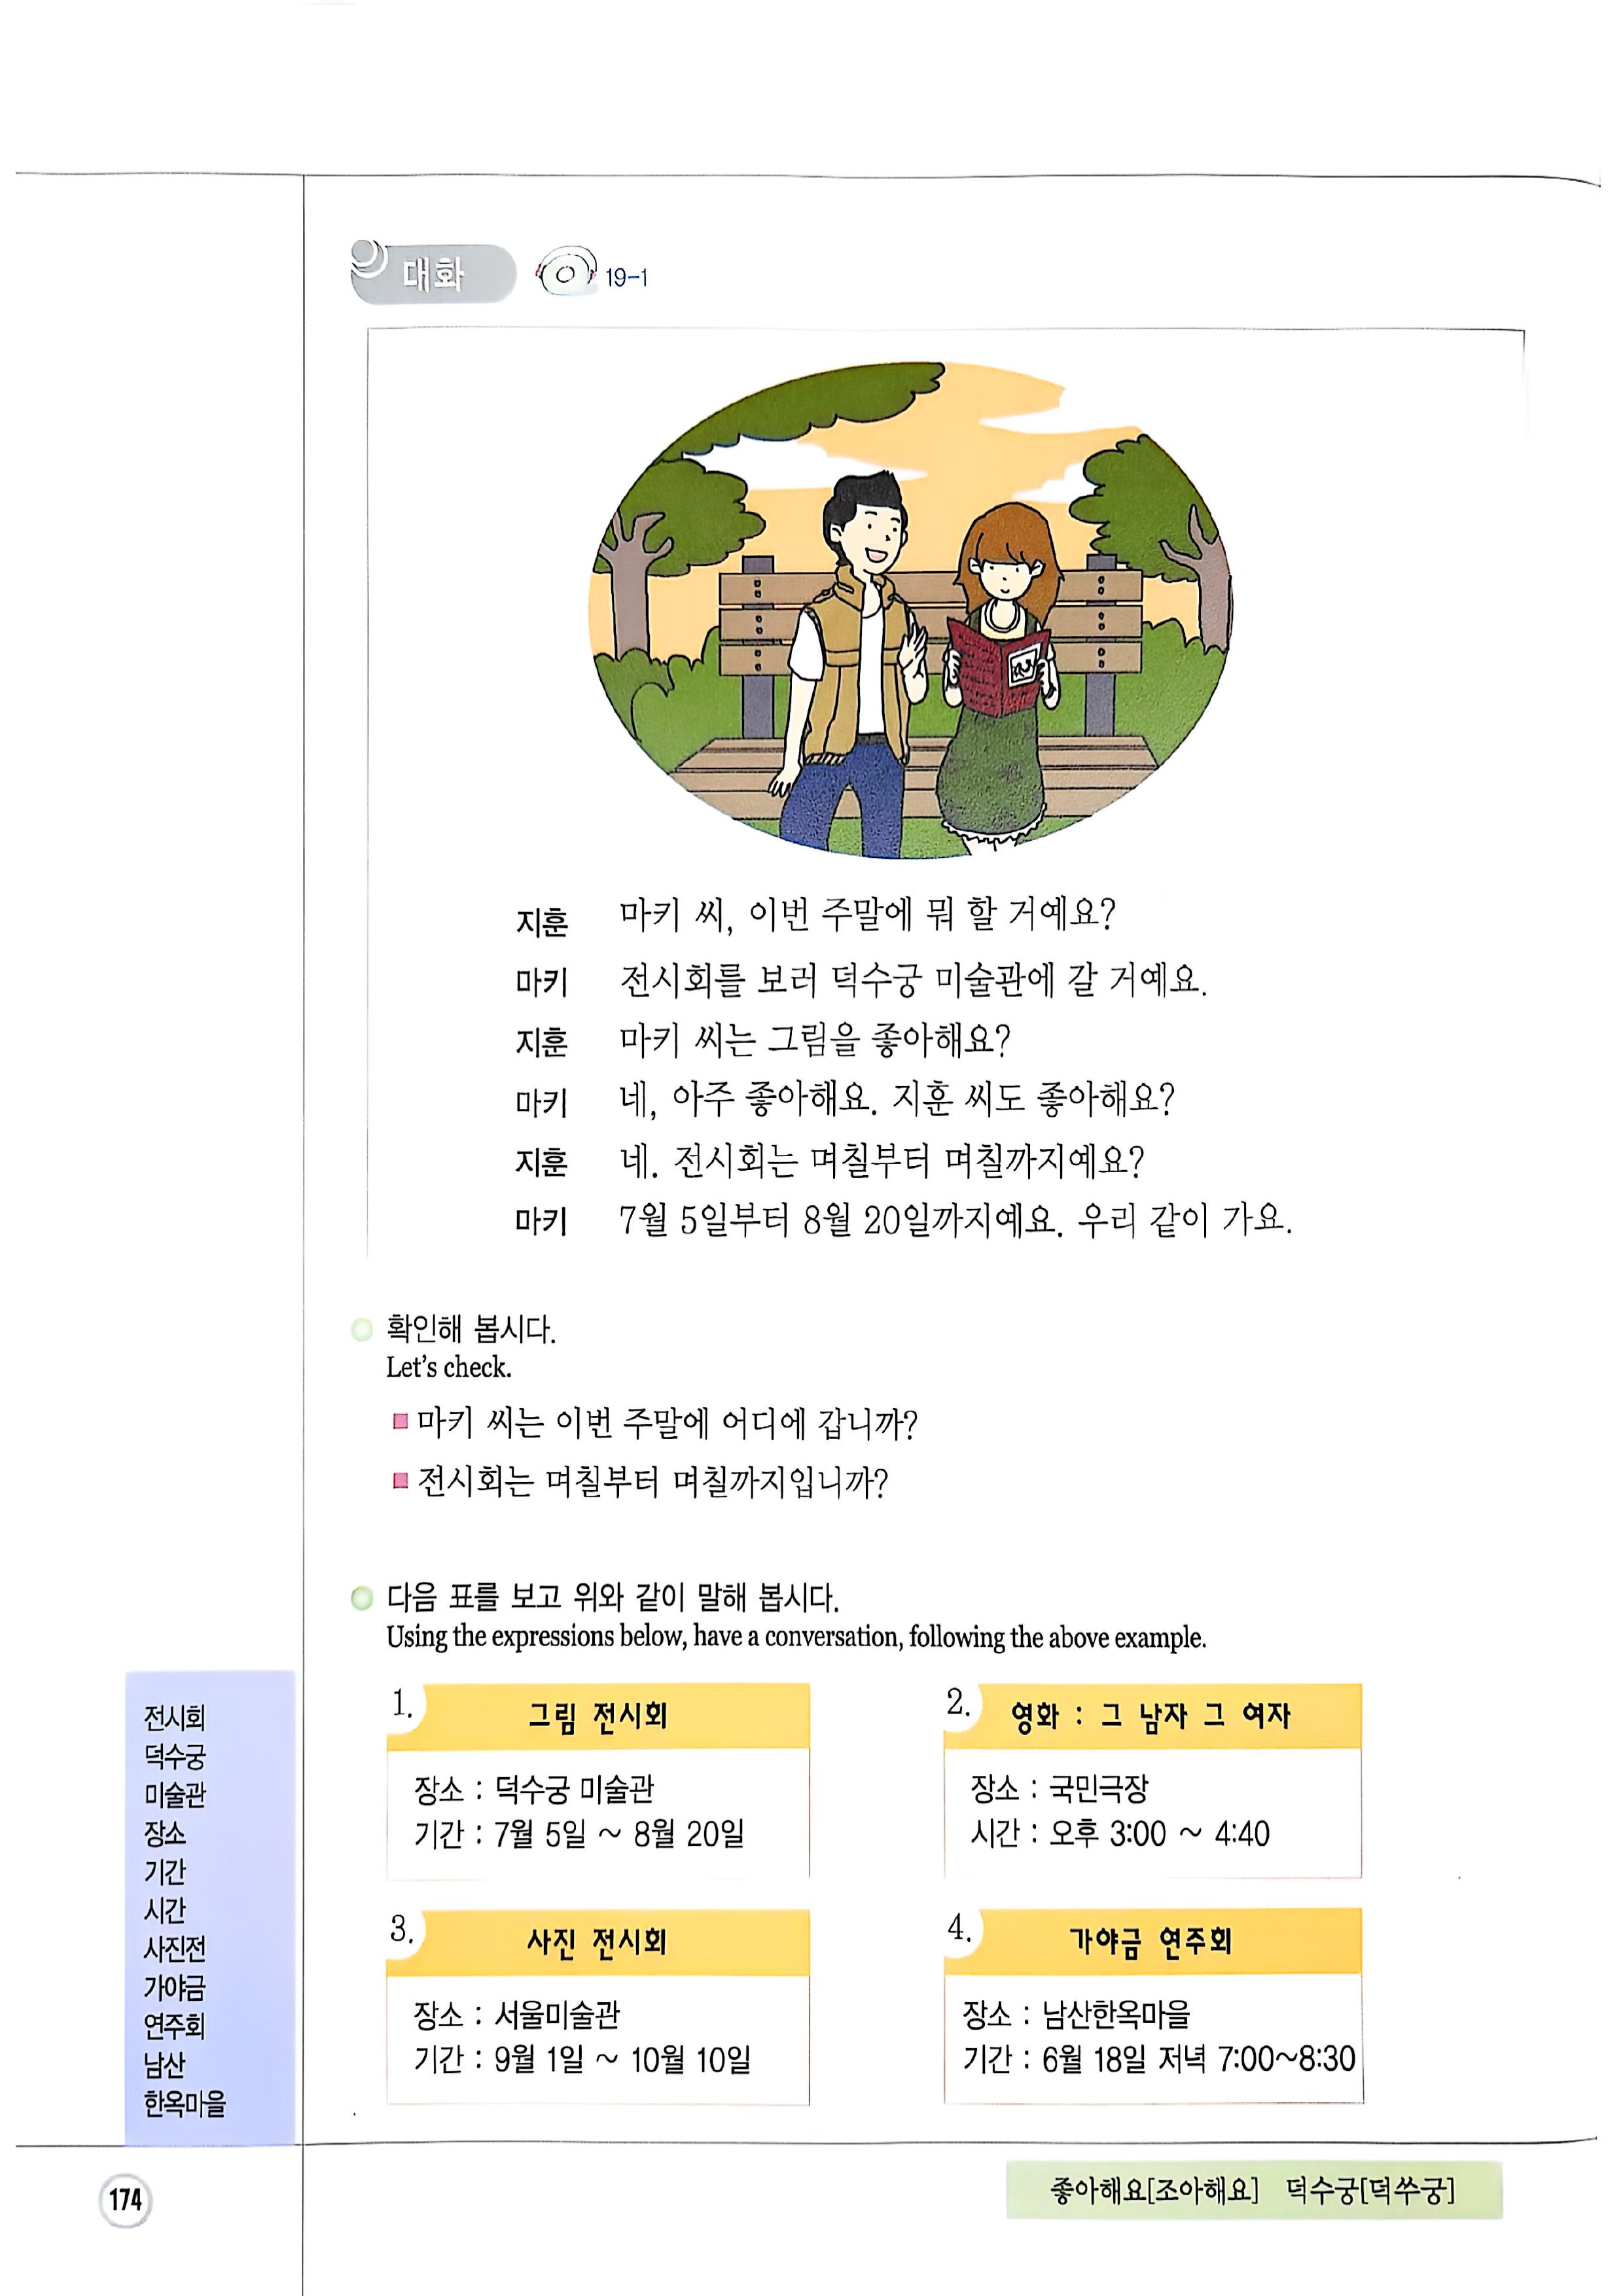 대화
19-1
지훈 마키 씨, 이번 주말에 뭐 할 거예요?
마키 전시회를 보러 덕수궁 미술관에 갈 거예요.
지훈 마키 씨는 그림을 좋아해요?
마키 네, 아주 좋아해요. 지훈 씨도 좋아해요?
지훈 네. 전시회는 며칠부터 며칠까지예요?
마키 7월 5일부터 8월 20일까지예요. 우리 같이 가요.
확인해 봅시다.
Let's check.
마키 씨는 이번 주말에 어디에 갑니까?
전시회는 며칠부터 며칠까지입니까?
다음 표를 보고 위와 같이 말해 봅시다.
Using the expressions below, have a conversation, following the above example.
1. 그림 전시회
장소 : 덕수궁 미술관
기간 : 7월 5일 ~ 8월 20일
2. 영화 : 그 남자 그 여자
장소 : 국민극장
시간 : 오후 3:00 ~ 4:40
3. 사진 전시회
장소 : 서울미술관
기간 : 9월 1일 ~ 10월 10일
4. 가야금 연주회
장소 : 남산한옥마을
기간 : 6월 18일 저녁 7:00~8:30
전시회
덕수궁
미술관
장소
기간
시간
사진전
가야금
연주회
남산
한옥마을
174
좋아해요[조아해요] 덕수궁[덕쑤궁]